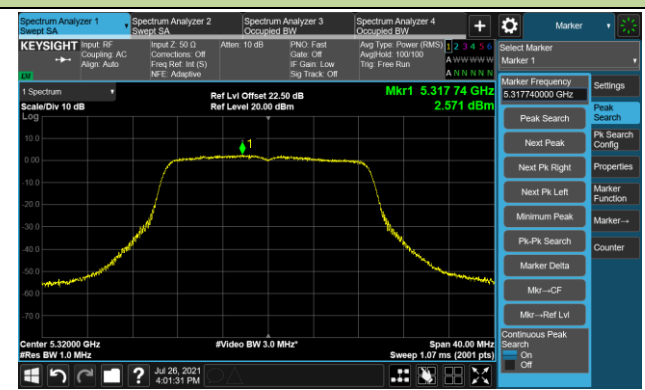 Spectrum Analyzer 1
Swept SA
Spectrum Analyzer 2
Swept SA
Spectrum Analyzer 3
Occupied BW
Spectrum Analyzer 4
Occupied BW
+
Marker
KEYSIGHT
Input: RF
Coupling: AC
Align: Auto
Input Z: 50 Ω
Corrections: Off
Freq Ref: Int (S)
NFE: Adaptive
Atten: 10 dB
PNO: Fast
Gate: Off
IF Gain: Low
Sig Track: Off
Avg Type: Power (RMS)
Avg|Hold: 100/100
Trig: Free Run
1 2 3 4 5 6
A W W W W W
A N N N N N
Select Marker
Marker 1
1 Spectrum
Scale/Div 10 dB
Log
Ref Lvl Offset 22.50 dB
Ref Level 20.00 dBm
Mkr1 5.317 74 GHz
2.571 dBm
10.0
0.00
-10.0
-20.0
-30.0
-40.0
-50.0
-60.0
-70.0
1
Center 5.32000 GHz
#Res BW 1.0 MHz
#Video BW 3.0 MHz*
Span 40.00 MHz
Sweep 1.07 ms (2001 pts)
Marker Frequency
5.317740000 GHz
Peak Search
Next Peak
Next Pk Right
Next Pk Left
Minimum Peak
Pk-Pk Search
Marker Delta
Mkr→CF
Mkr→Ref Lvl
Continuous Peak
Search
On
Off
Settings
Peak
Search
Pk Search
Config
Properties
Marker
Function
Marker→
Counter
?
Jul 26, 2021
4:01:31 PM